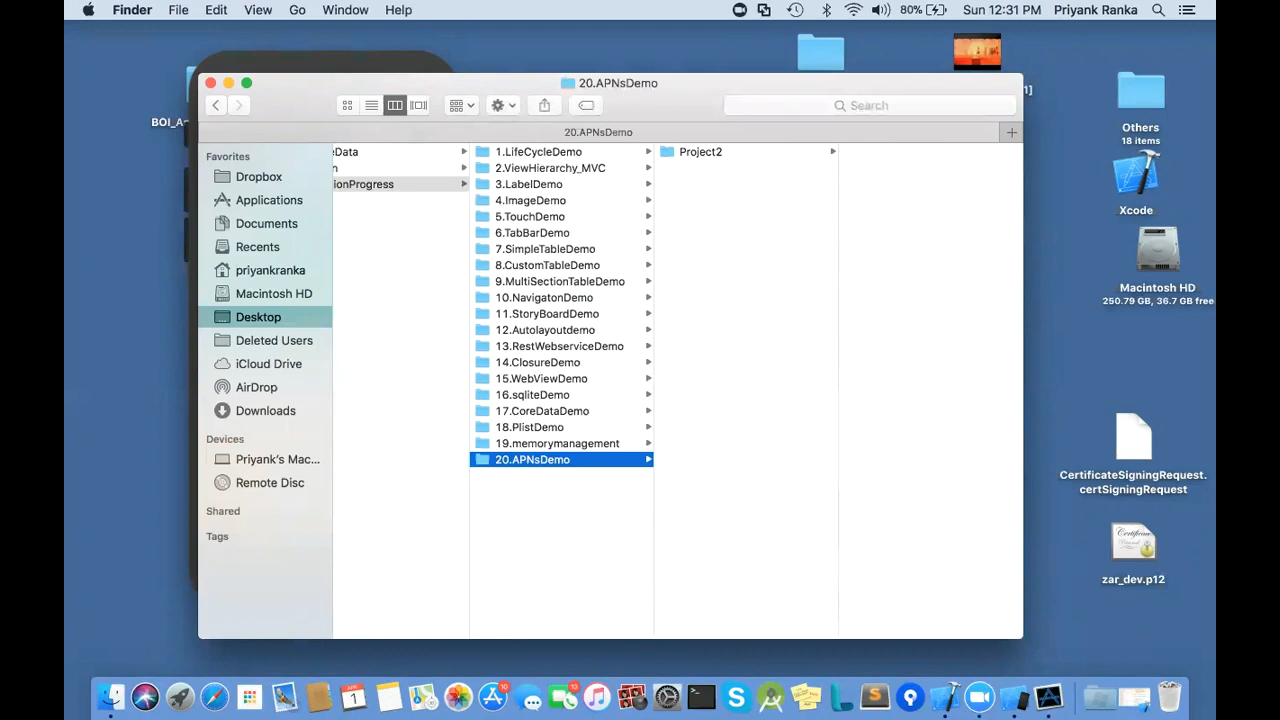 Finder File Edit View Go Window Help 80% Sun 12:31 PM Priyank Ranka
20.APNsDemo
Search
20.APNsDemo
Favorites
Dropbox
Applications
Documents
Recents
priyankranka
Macintosh HD
Desktop
Deleted Users
iCloud Drive
AirDrop
Downloads
Devices
Priyank's Mac...
Remote Disc
Shared
Tags
eData
n
ionProgress
1.LifeCycleDemo
2.ViewHierarchy_MVC
3.LabelDemo
4.ImageDemo
5.TouchDemo
6.TabBarDemo
7.SimpleTableDemo
8.CustomTableDemo
9.MultiSectionTableDemo
10.NavigatonDemo
11.StoryBoardDemo
12.Autolayoutdemo
13.RestWebserviceDemo
14.ClosureDemo
15.WebViewDemo
16.sqliteDemo
17.CoreDataDemo
18.PlistDemo
19.memorymanagement
20.APNsDemo
Project2
BOI_A
1]
Others
18 items
Xcode
Macintosh HD
250.79 GB, 36.7 GB free
CertificateSigningRequest.
certSigningRequest
Certificate
zar_dev.p12
1